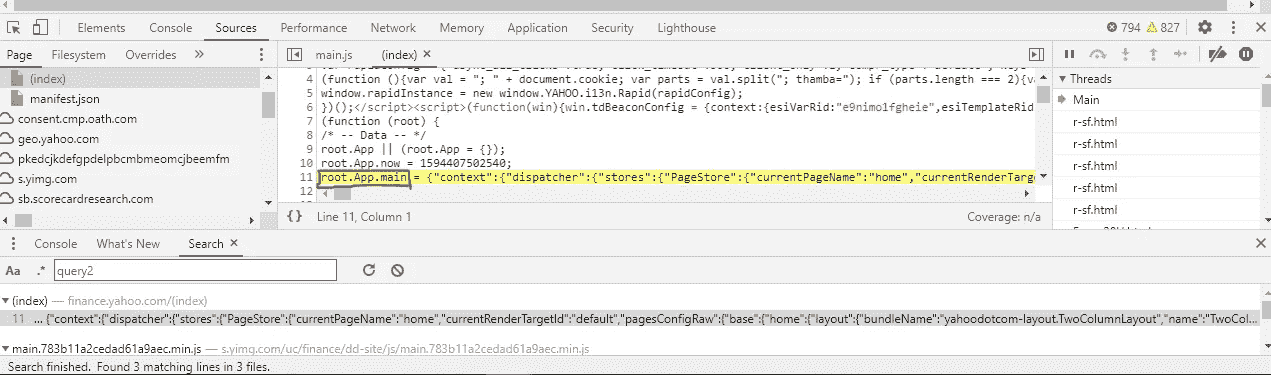 Elements Console Sources Performance Network Memory Application Security Lighthouse 794 827
Page Filesystem Overrides » main.js (index) ×
(index)
manifest.json
consent.cmp.oath.com
geo.yahoo.com
pkedcjkdefgpdelpbcmbmeomcjbeemfm
s.yimg.com
sb.scorecardresearch.com
4 (function (){var val = "; " + document.cookie; var parts = val.split("; thamba="); if (parts.length === 2){va
5 window.rapidInstance = new window.YAHOO.i13n.Rapid(rapidConfig);
6 })();</script><script>(function(win){win.tdBeaconConfig = {context:{esiVarRid:"e9nimo1fgheie",esiTemplateRid
7 (function (root) {
8 /* -- Data -- */
9 root.App || (root.App = {});
10 root.App.now = 1594407502540;
11 root.App.main = {"context":{"dispatcher":{"stores":{"PageStore":{"currentPageName":"home","currentRenderTarge
12
{} Line 11, Column 1 Coverage: n/a
Threads
Main
r-sf.html
r-sf.html
r-sf.html
r-sf.html
r-sf.html
Console What's New Search ×
Aa .* query2
(index) — finance.yahoo.com/(index)
11 ... {"context":{"dispatcher":{"stores":{"PageStore":{"currentPageName":"home","currentRenderTargetId":"default","pagesConfigRaw":{"base":{"home":{"layout":{"bundleName":"yahoodotcom-layout.TwoColumnLayout","name":"TwoCol...
main.783b11a2cedad61a9aec.min.js — s.yimg.com/uc/finance/dd-site/js/main.783b11a2cedad61a9aec.min.js
Search finished. Found 3 matching lines in 3 files.